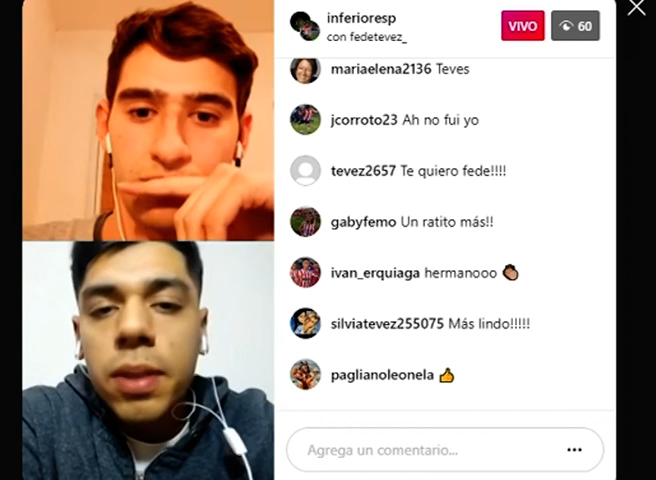 inferioresp
con fedetevez_
VIVO
60
mariaelena2136 Teves
jcorroto23 Ah no fui yo
tevez2657 Te quiero fede!!!!
gabyfemo Un ratito más!!
ivan_erquiaga hermanooo
silviatevez255075 Más lindo!!!!!
paglianoleonela 👍
Agrega un comentario...